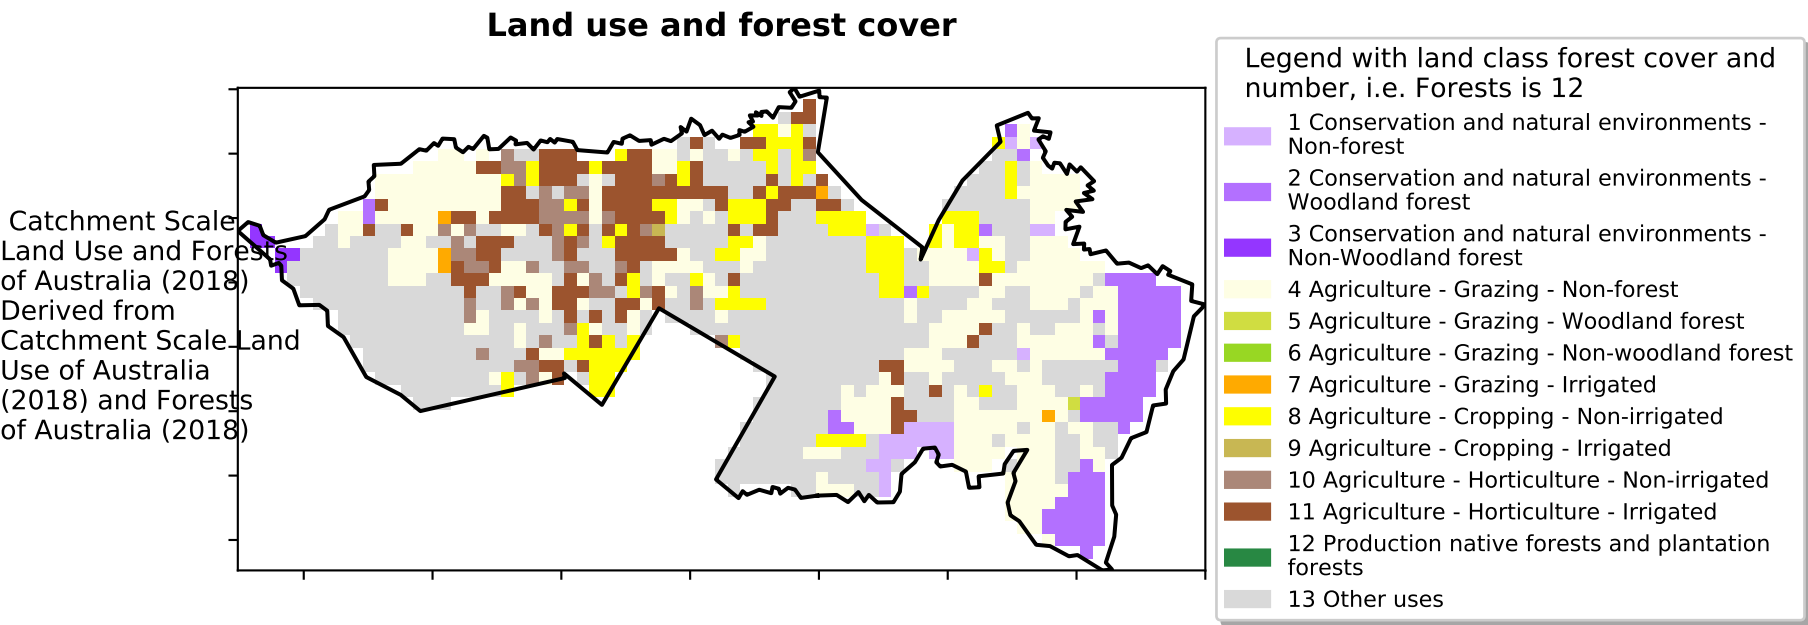 Land use and forest cover
Catchment Scale
Land Use and Forests
of Australia (2018)
Derived from
Catchment Scale Land
Use of Australia
(2018) and Forests
of Australia (2018)
Legend with land class forest cover and
number, i.e. Forests is 12
1 Conservation and natural environments -
Non-forest
2 Conservation and natural environments -
Woodland forest
3 Conservation and natural environments -
Non-Woodland forest
4 Agriculture - Grazing - Non-forest
5 Agriculture - Grazing - Woodland forest
6 Agriculture - Grazing - Non-woodland forest
7 Agriculture - Grazing - Irrigated
8 Agriculture - Cropping - Non-irrigated
9 Agriculture - Cropping - Irrigated
10 Agriculture - Horticulture - Non-irrigated
11 Agriculture - Horticulture - Irrigated
12 Production native forests and plantation
forests
13 Other uses